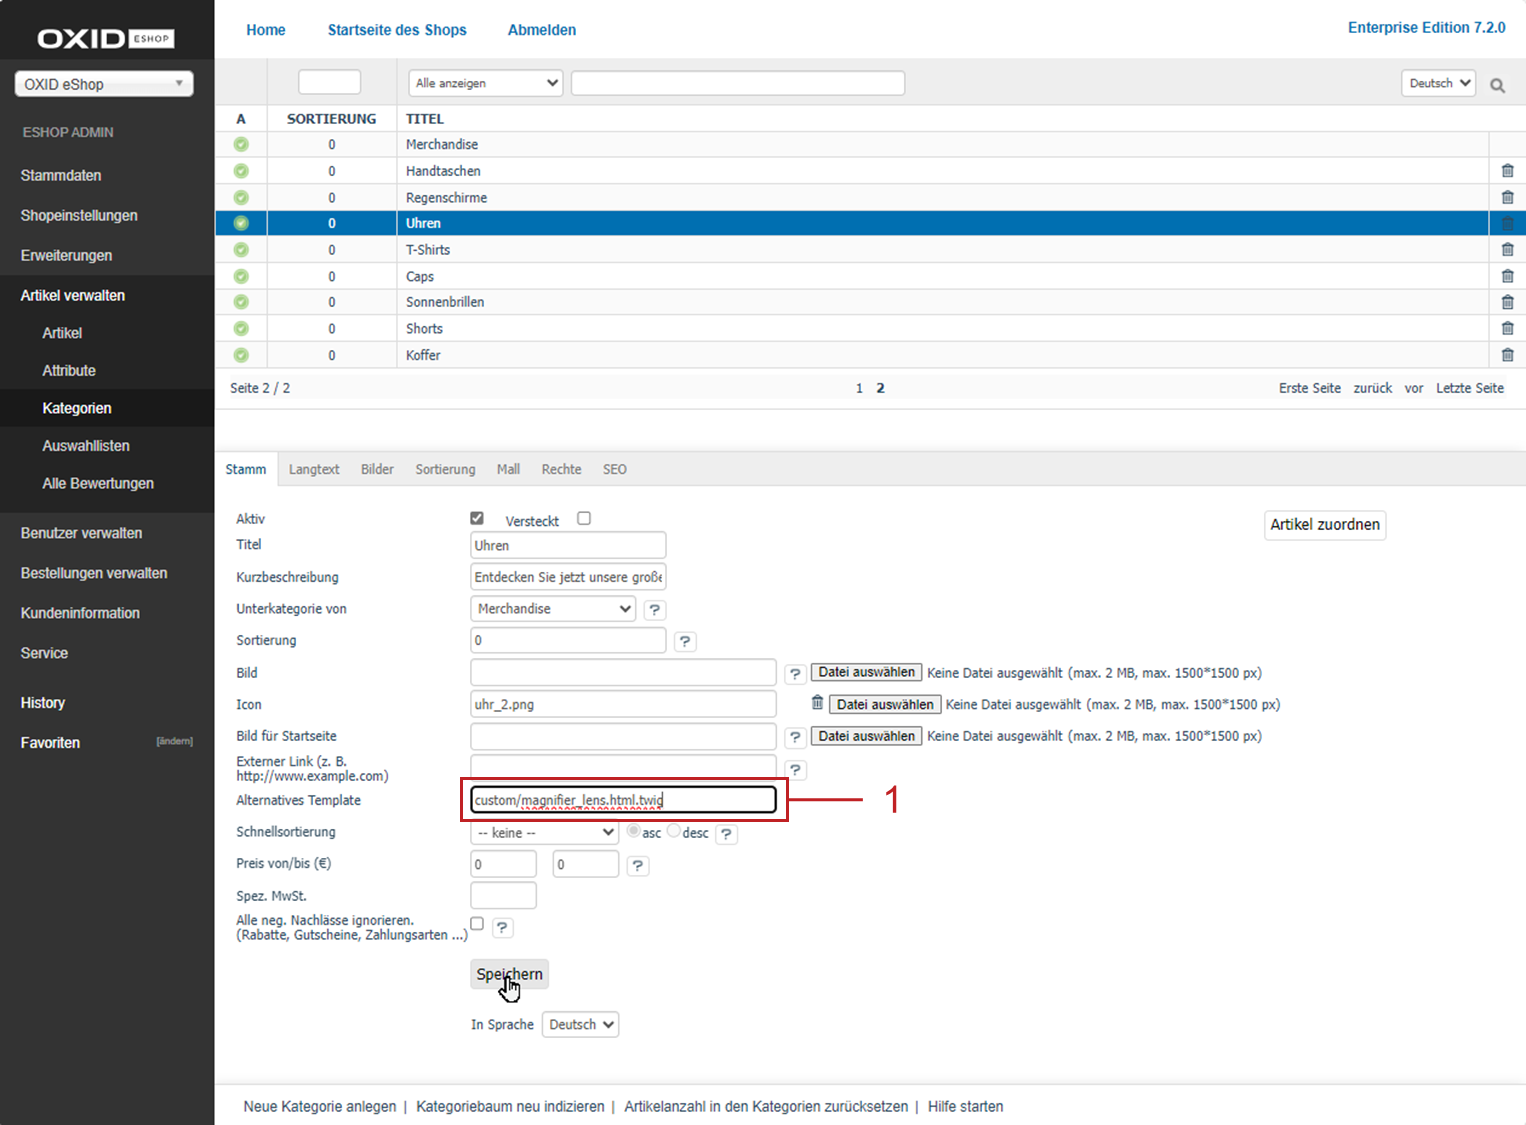 OXID ESHOP
Home Startseite des Shops Abmelden Enterprise Edition 7.2.0
OXID eShop
Alle anzeigen Deutsch
ESHOP ADMIN
Stammdaten
Shopeinstellungen
Erweiterungen
Artikel verwalten
Artikel
Attribute
Kategorien
Auswahllisten
Alle Bewertungen
Benutzer verwalten
Bestellungen verwalten
Kundeninformation
Service
History
Favoriten [ändern]
A SORTIERUNG TITEL
0 Merchandise
0 Handtaschen
0 Regenschirme
0 Uhren
0 T-Shirts
0 Caps
0 Sonnenbrillen
0 Shorts
0 Koffer
Seite 2 / 2 1 2 Erste Seite zurück vor Letzte Seite
Stamm Langtext Bilder Sortierung Mall Rechte SEO
Aktiv Versteckt Artikel zuordnen
Titel Uhren
Kurzbeschreibung Entdecken Sie jetzt unsere große
Unterkategorie von Merchandise ?
Sortierung 0 ?
Bild ? Datei auswählen Keine Datei ausgewählt (max. 2 MB, max. 1500*1500 px)
Icon uhr_2.png Datei auswählen Keine Datei ausgewählt (max. 2 MB, max. 1500*1500 px)
Bild für Startseite ? Datei auswählen Keine Datei ausgewählt (max. 2 MB, max. 1500*1500 px)
Externer Link (z. B.
http://www.example.com) ?
Alternatives Template custom/magnifier_lens.html.twig 1
Schnellsortierung -- keine -- asc desc ?
Preis von/bis (€) 0 0 ?
Spez. MwSt.
Alle neg. Nachlässe ignorieren.
(Rabatte, Gutscheine, Zahlungsarten ...) ?
Speichern
In Sprache Deutsch
Neue Kategorie anlegen | Kategoriebaum neu indizieren | Artikelanzahl in den Kategorien zurücksetzen | Hilfe starten